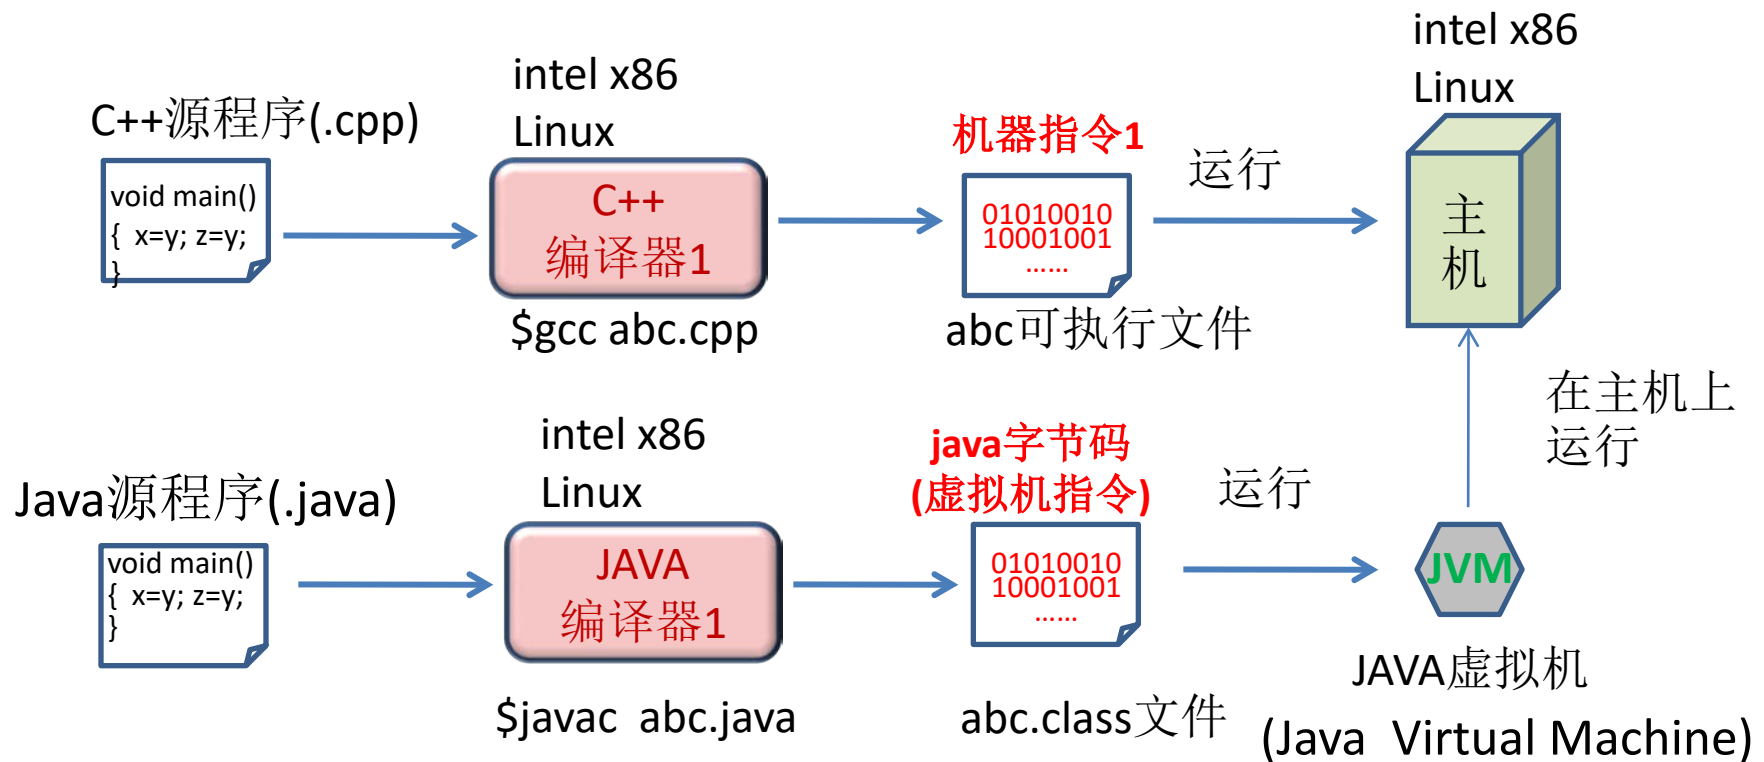 intel x86
Linux
C++源程序(.cpp)
void main()
{ x=y; z=y;
}
C++
编译器1
$gcc abc.cpp
机器指令1
01010010
10001001
......
abc可执行文件
运行
intel x86
Linux
主
机
intel x86
Linux
Java源程序(.java)
void main()
{ x=y; z=y;
}
JAVA
编译器1
$javac abc.java
java字节码
(虚拟机指令)
01010010
10001001
......
abc.class文件
运行
在主机上
运行
JVM
JAVA虚拟机
(Java Virtual Machine)